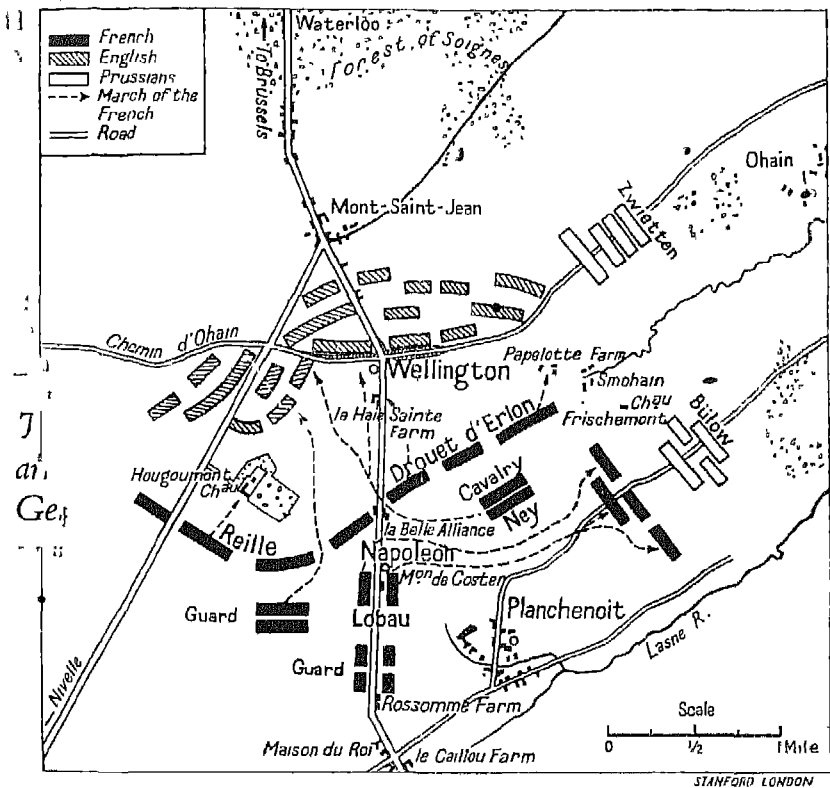 French
English
Prussians
March of the
French
Road
Waterloo
Forest of Soignes
To Brussels
Ohain
Zwietten
Mont-Saint-Jean
Chemin d'Ohain
Wellington
Papelotte Farm
Smohain
Chau
Frischemont
Bülow
la Haie Sainte
Farm
Drouet d'Erlon
Hougoumont
Chau
Cavalry
Ney
Reille
la Belle Alliance
Napoleon
Mon de Coster
Guard
Lobau
Planchenoit
Lasne R.
Guard
Rossomme Farm
Nivelle
Maison du Roi
le Caillou Farm
Scale
0 1/2 1 Mile
STANFORD LONDON